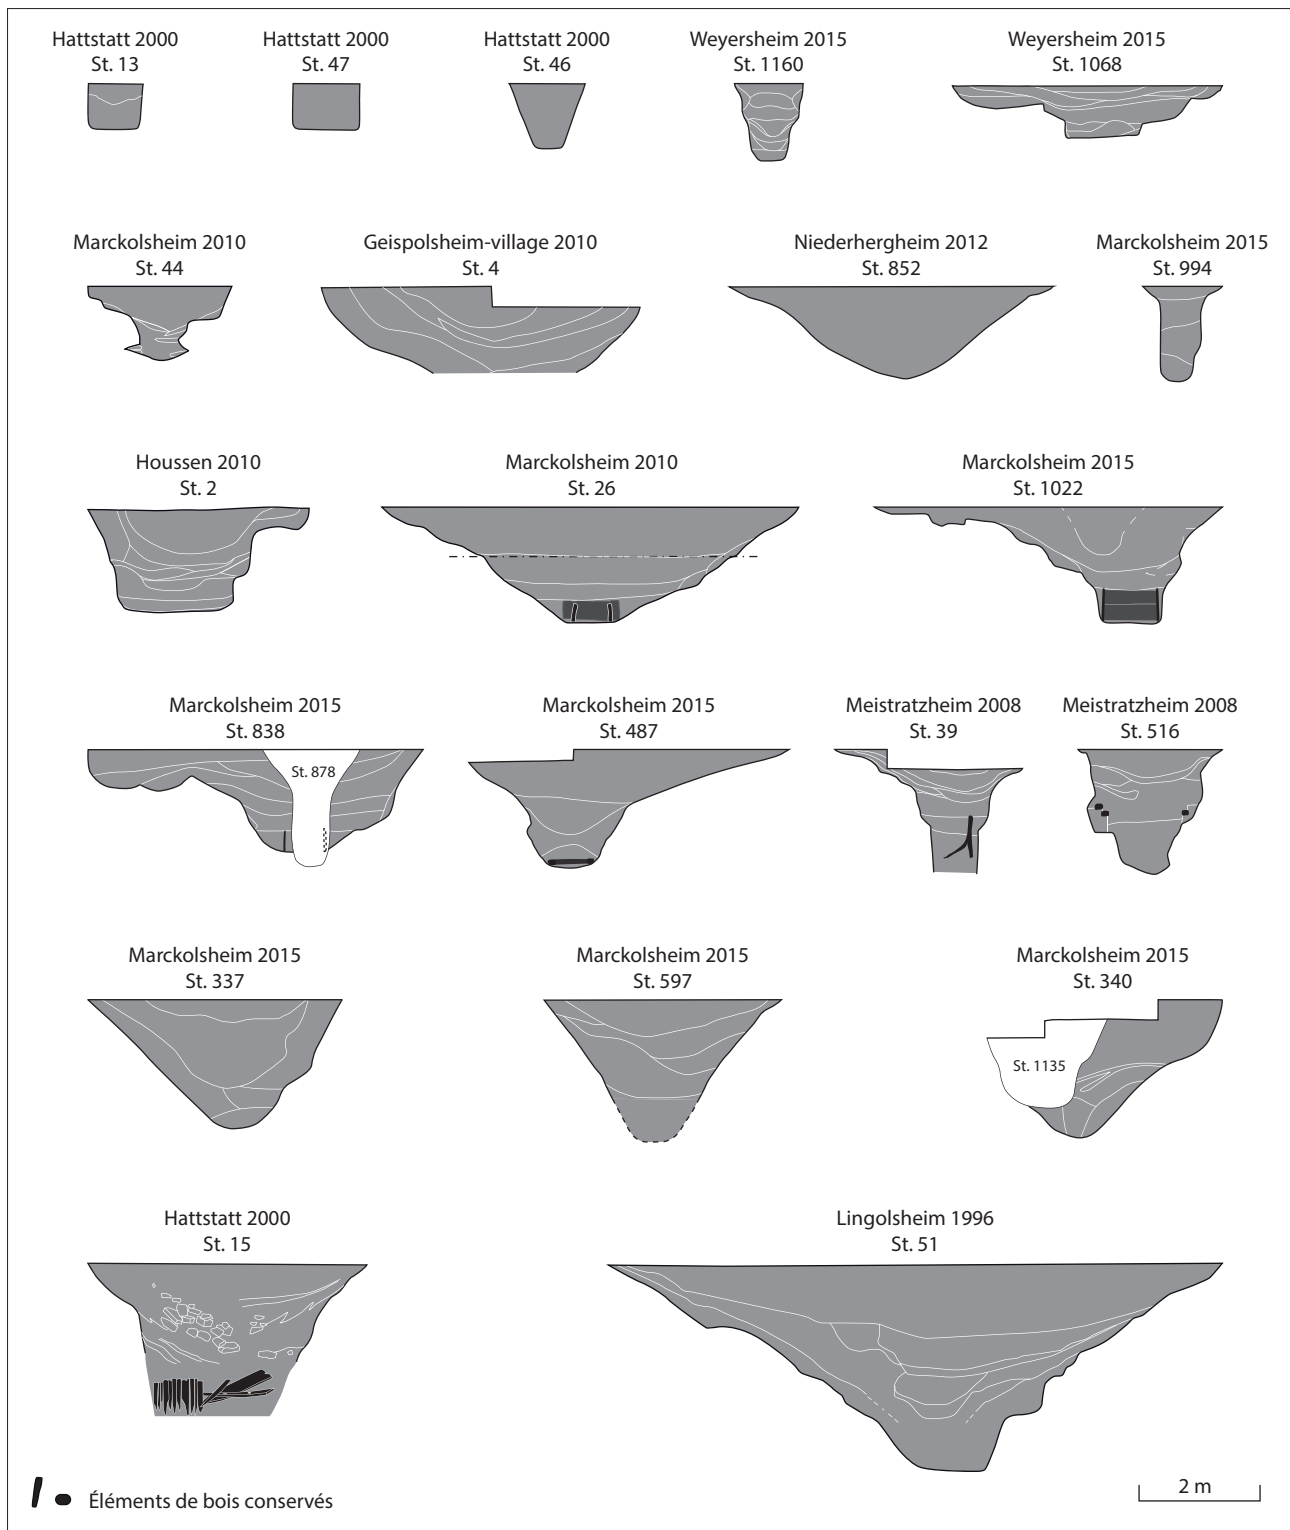 Hattstatt 2000
St. 13
Hattstatt 2000
St. 47
Hattstatt 2000
St. 46
Weyersheim 2015
St. 1160
Weyersheim 2015
St. 1068
Marckolsheim 2010
St. 44
Geispolsheim-village 2010
St. 4
Niederhergheim 2012
St. 852
Marckolsheim 2015
St. 994
Houssen 2010
St. 2
Marckolsheim 2010
St. 26
Marckolsheim 2015
St. 1022
Marckolsheim 2015
St. 838
St. 878
Marckolsheim 2015
St. 487
Meistratzheim 2008
St. 39
Meistratzheim 2008
St. 516
Marckolsheim 2015
St. 337
Marckolsheim 2015
St. 597
Marckolsheim 2015
St. 340
St. 1135
Hattstatt 2000
St. 15
Lingolsheim 1996
St. 51
Éléments de bois conservés
2 m